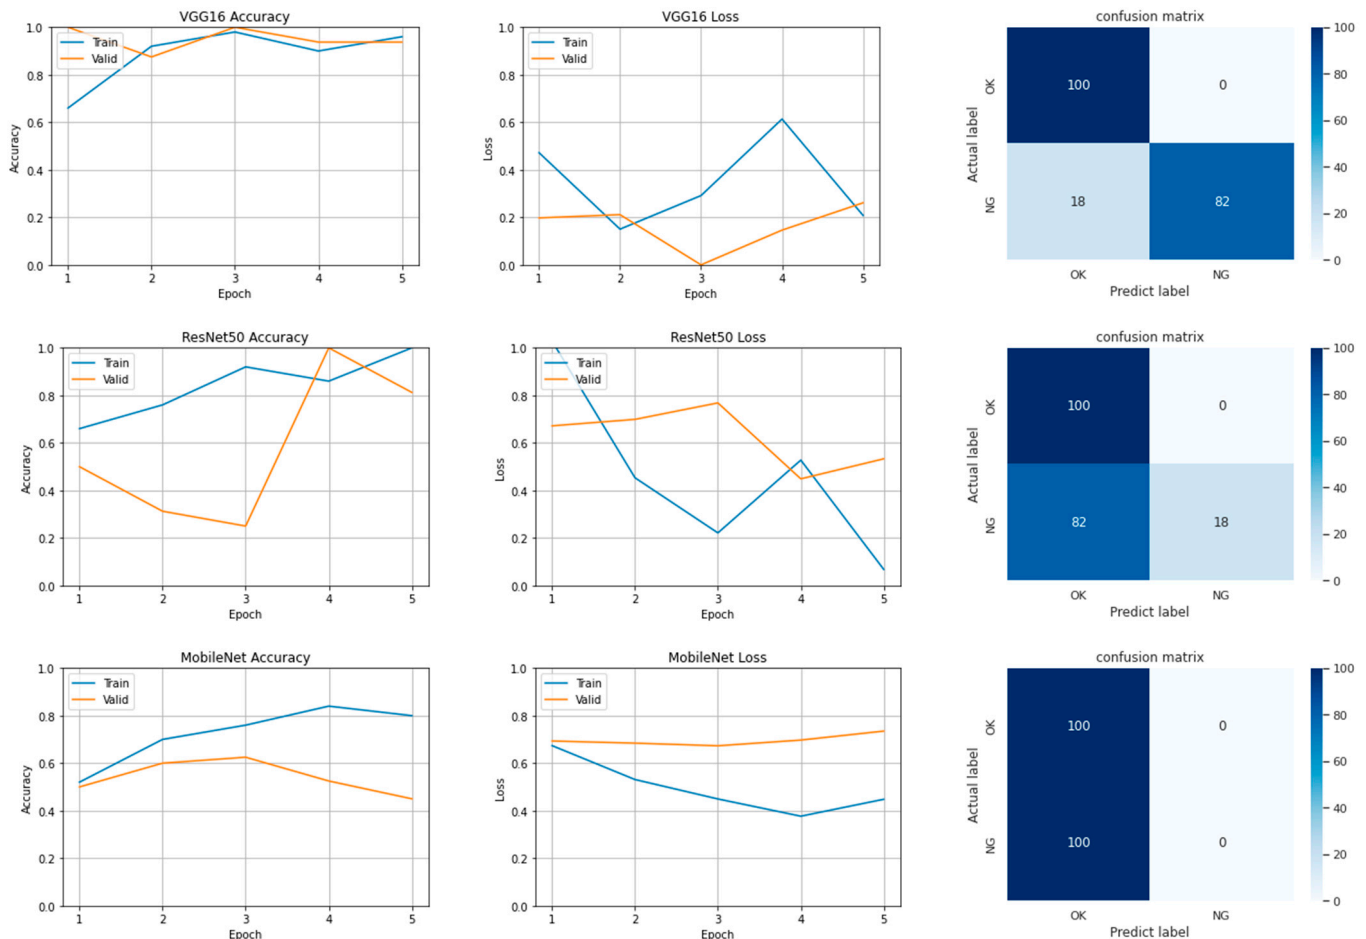 VGG16 Accuracy
1.0
0.8
0.6
0.4
0.2
0.0
Accuracy
Train
Valid
1 2 3 4 5
Epoch
VGG16 Loss
1.0
0.8
0.6
0.4
0.2
0.0
Loss
Train
Valid
1 2 3 4 5
Epoch
confusion matrix
Actual label
OK
NG
100 0
18 82
OK NG
Predict label
100
80
60
40
20
0
ResNet50 Accuracy
1.0
0.8
0.6
0.4
0.2
0.0
Accuracy
Train
Valid
1 2 3 4 5
Epoch
ResNet50 Loss
1.0
0.8
0.6
0.4
0.2
0.0
Loss
Train
Valid
1 2 3 4 5
Epoch
confusion matrix
Actual label
OK
NG
100 0
82 18
OK NG
Predict label
100
80
60
40
20
0
MobileNet Accuracy
1.0
0.8
0.6
0.4
0.2
0.0
Accuracy
Train
Valid
1 2 3 4 5
Epoch
MobileNet Loss
1.0
0.8
0.6
0.4
0.2
0.0
Loss
Train
Valid
1 2 3 4 5
Epoch
confusion matrix
Actual label
OK
NG
100 0
100 0
OK NG
Predict label
100
80
60
40
20
0